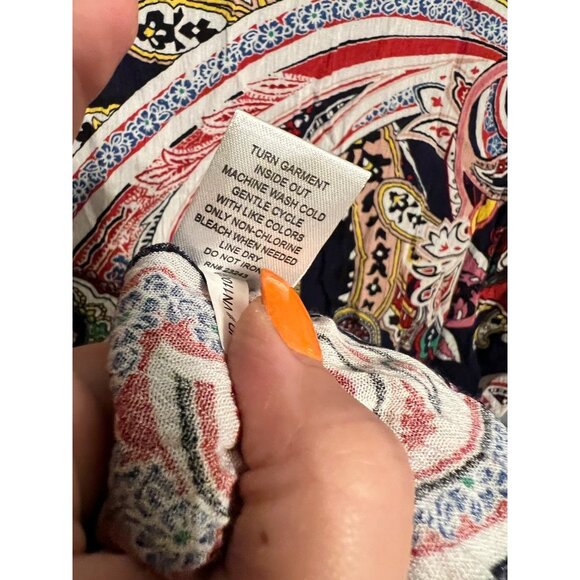 TURN GARMENT
INSIDE OUT
MACHINE WASH COLD
GENTLE CYCLE
WITH LIKE COLORS
ONLY NON-CHLORINE
BLEACH WHEN NEEDED
LINE DRY
DO NOT IRON
RN#